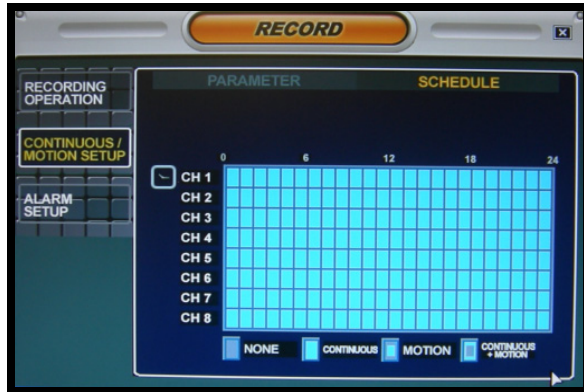 RECORD
PARAMETER SCHEDULE
RECORDING
OPERATION
CONTINUOUS /
MOTION SETUP
ALARM
SETUP
0 6 12 18 24
CH 1
CH 2
CH 3
CH 4
CH 5
CH 6
CH 7
CH 8
NONE CONTINUOUS MOTION CONTINUOUS
+ MOTION